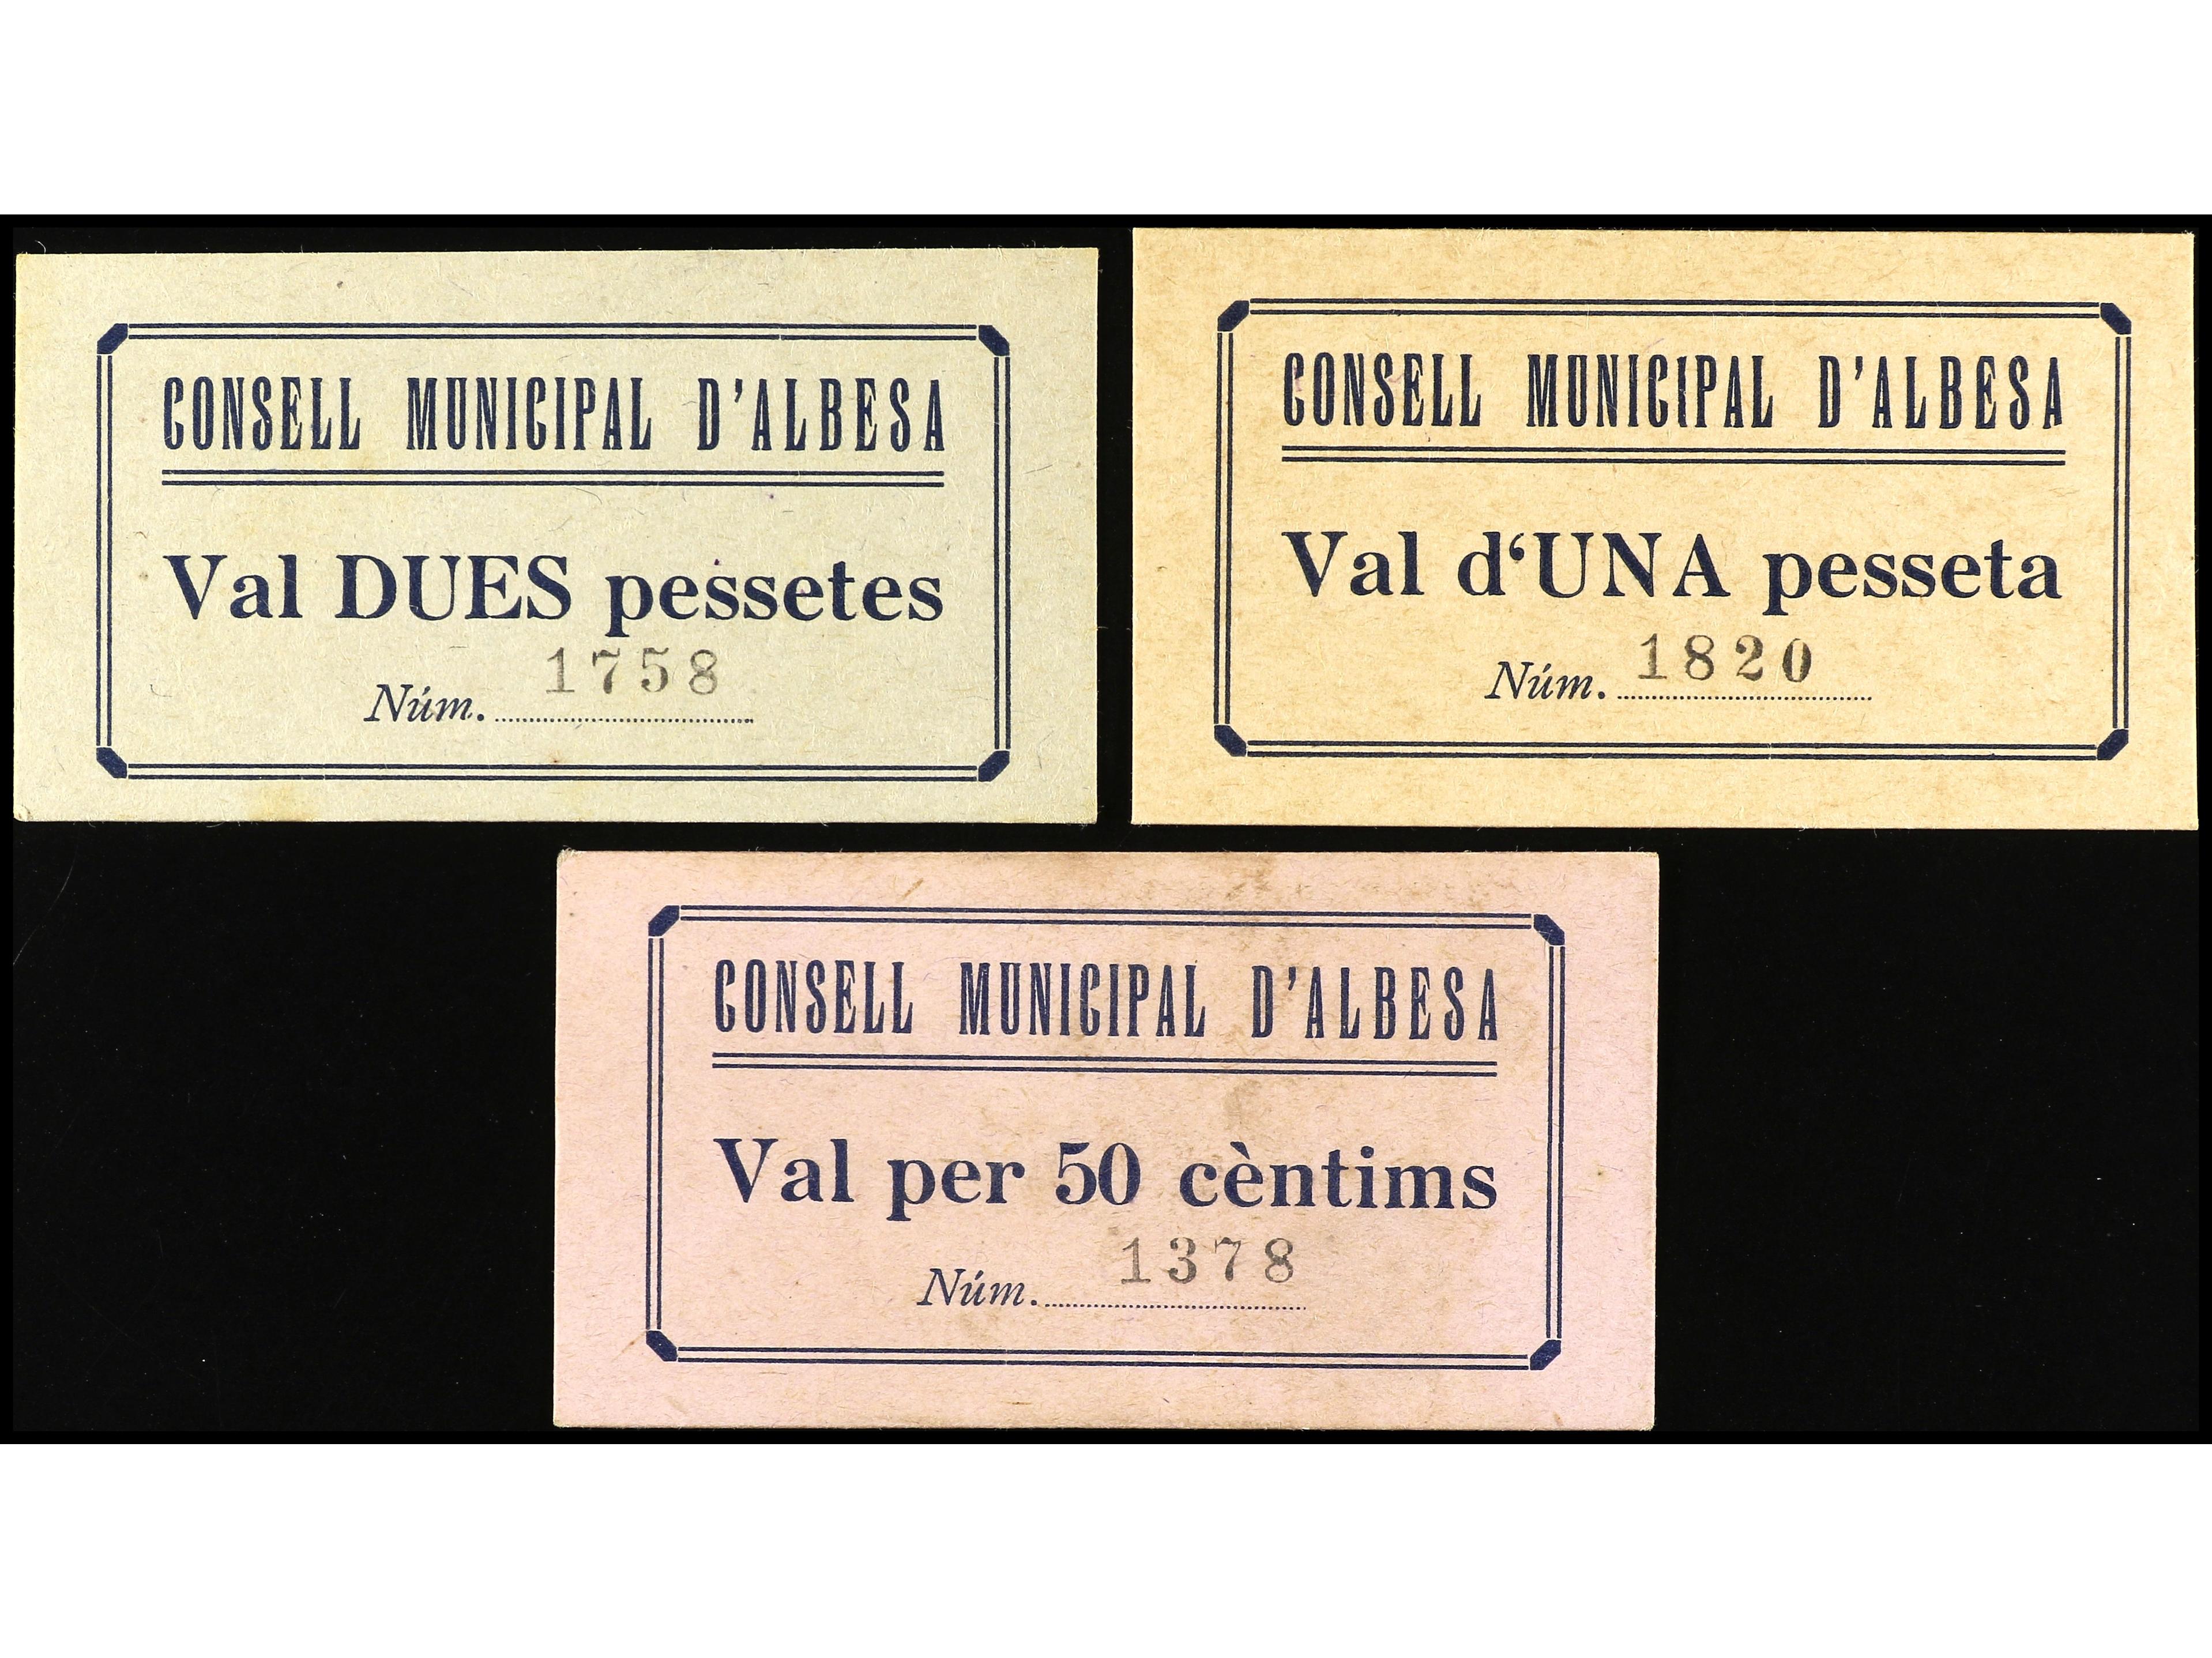 CONSELL MUNICIPAL D'ALBESA
Val DUES pessetes
Núm. 1758
CONSELL MUNICIPAL D'ALBESA
Val d‘UNA pesseta
Núm. 1820
CONSELL MUNICIPAL D'ALBESA
Val per 50 cèntims
Núm. 1378